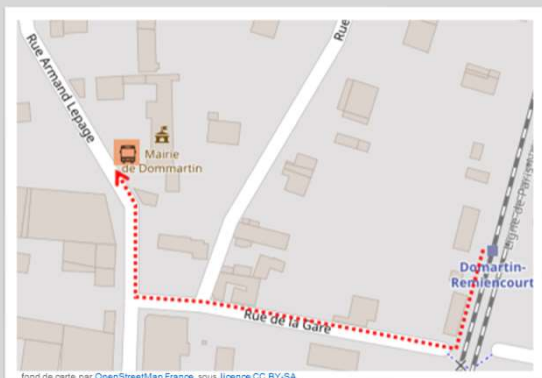 Rue Armand Lepage
Rue
Mairie
de Dommartin
Ligne de Paris
Domartin-
Remiencourt
Rue de la Gare
fond de carte par OpenStreetMap France, sous licence CC BY-SA